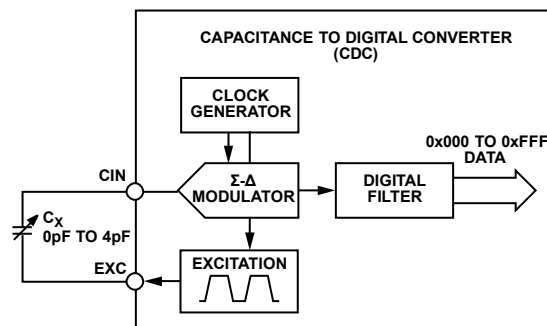 CAPACITANCE TO DIGITAL CONVERTER
(CDC)
CLOCK
GENERATOR
0x000 TO 0xFFF
DATA
CIN
Σ-Δ
MODULATOR
DIGITAL
FILTER
CX
0pF TO 4pF
EXC
EXCITATION